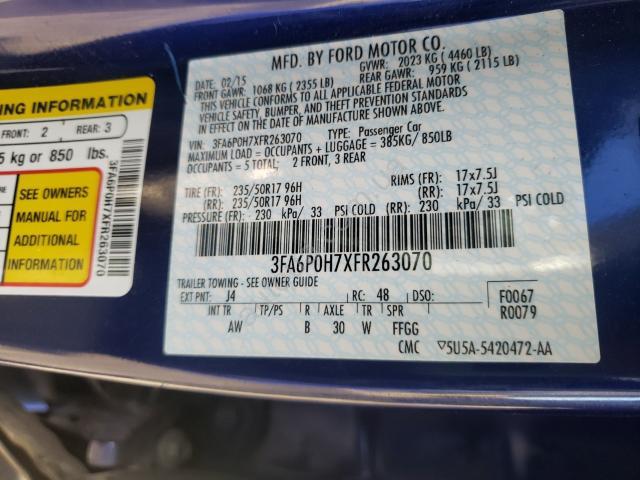 ING INFORMATION
FRONT: 2 REAR: 3
5 kg or 850 lbs.
SEE OWNERS
MANUAL FOR
ADDITIONAL
INFORMATION
3FA6P0H7XFR263070
MFD. BY FORD MOTOR CO.
DATE: 02/15 GVWR: 2023 KG ( 4460 LB)
FRONT GAWR: 1068 KG ( 2355 LB) REAR GAWR: 959 KG ( 2115 LB)
THIS VEHICLE CONFORMS TO ALL APPLICABLE FEDERAL MOTOR
VEHICLE SAFETY, BUMPER, AND THEFT PREVENTION STANDARDS
IN EFFECT ON THE DATE OF MANUFACTURE SHOWN ABOVE.
VIN: 3FA6P0H7XFR263070 TYPE: Passenger Car
MAXIMUM LOAD = OCCUPANTS + LUGGAGE = 385KG/ 850LB
OCCUPANTS = 5 TOTAL: 2 FRONT, 3 REAR
TIRE (FR): 235/50R17 96H RIMS (FR): 17x7.5J
(RR): 235/50R17 96H (RR): 17x7.5J
PRESSURE (FR): 230 kPa/ 33 PSI COLD (RR): 230 kPa/ 33 PSI COLD
3FA6P0H7XFR263070
TRAILER TOWING - SEE OWNER GUIDE
EXT PNT: J4 RC: 48 DSO: F0067
INT TR TP/PS R AXLE TR SPR R0079
AW B 30 W FFGG
CMC ▽5U5A-5420472-AA